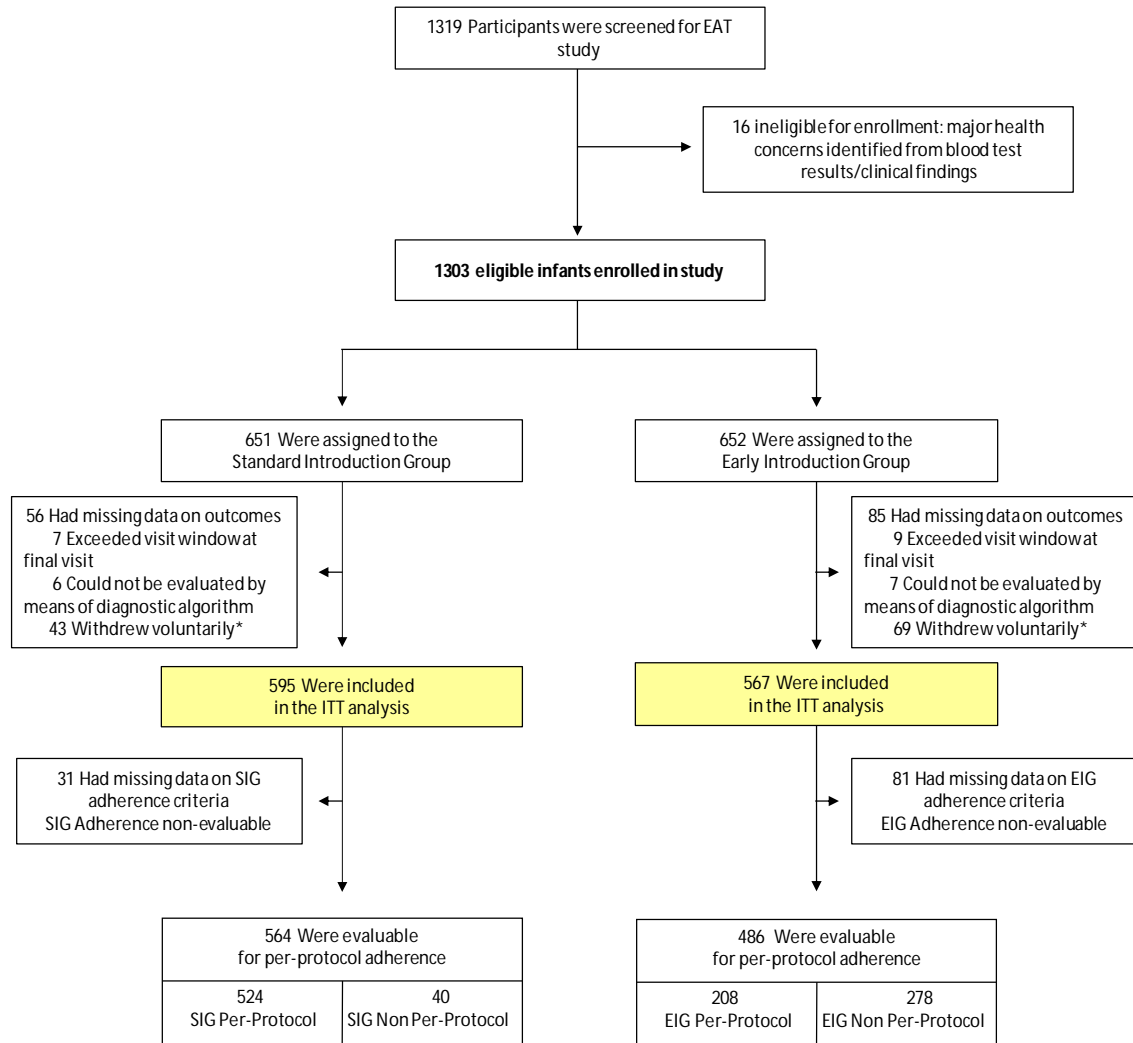 1319 Participants were screened for EAT
study
16 ineligible for enrollment: major health
concerns identified from blood test
results/clinical findings
1303 eligible infants enrolled in study
651 Were assigned to the
Standard Introduction Group
652 Were assigned to the
Early Introduction Group
56 Had missing data on outcomes
7 Exceeded visit window at
final visit
6 Could not be evaluated by
means of diagnostic algorithm
43 Withdrew voluntarily*
85 Had missing data on outcomes
9 Exceeded visit window at
final visit
7 Could not be evaluated by
means of diagnostic algorithm
69 Withdrew voluntarily*
595 Were included
in the ITT analysis
567 Were included
in the ITT analysis
31 Had missing data on SIG
adherence criteria
SIG Adherence non-evaluable
81 Had missing data on EIG
adherence criteria
EIG Adherence non-evaluable
564 Were evaluable
for per-protocol adherence
524
SIG Per-Protocol
40
SIG Non Per-Protocol
486 Were evaluable
for per-protocol adherence
208
EIG Per-Protocol
278
EIG Non Per-Protocol